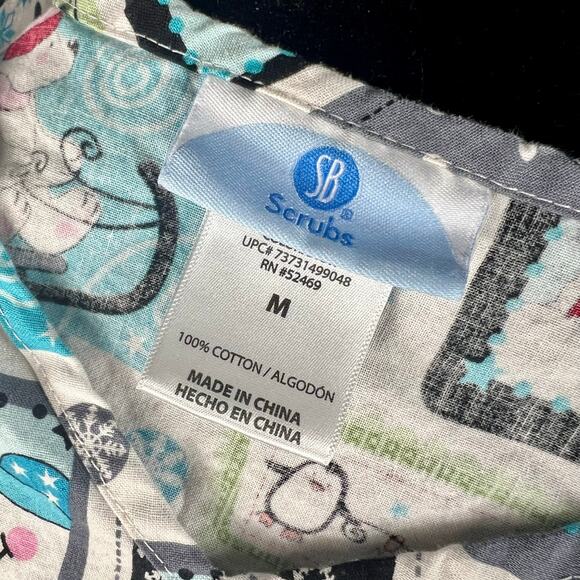 SB
Scrubs®
UPC# 73731499048
RN #52469
M
100% COTTON / ALGODÓN
MADE IN CHINA
HECHO EN CHINA